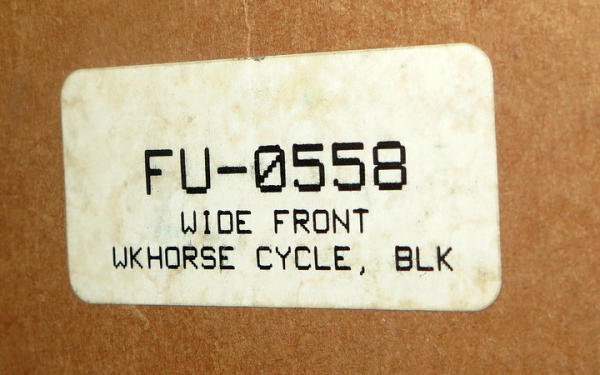 FU-0558
WIDE FRONT
WKHORSE CYCLE, BLK